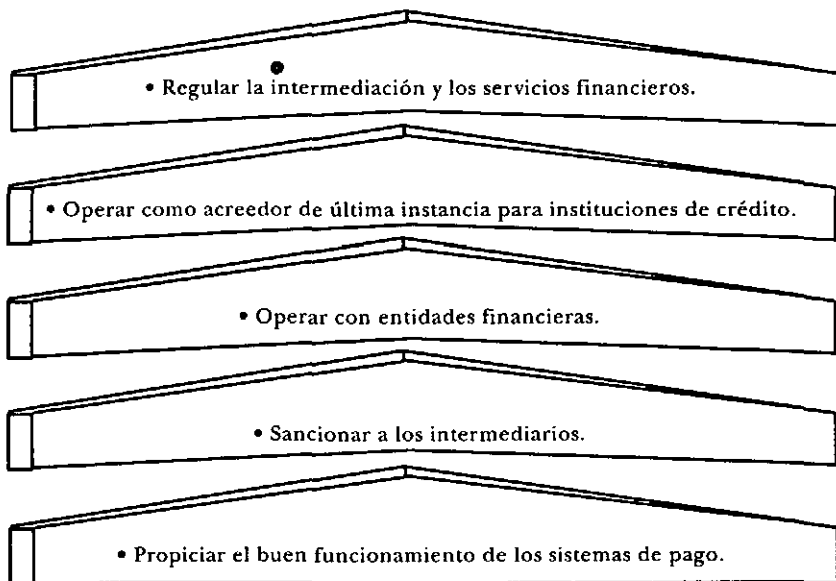 • Regular la intermediación y los servicios financieros.
• Operar como acreedor de última instancia para instituciones de crédito.
• Operar con entidades financieras.
• Sancionar a los intermediarios.
• Propiciar el buen funcionamiento de los sistemas de pago.